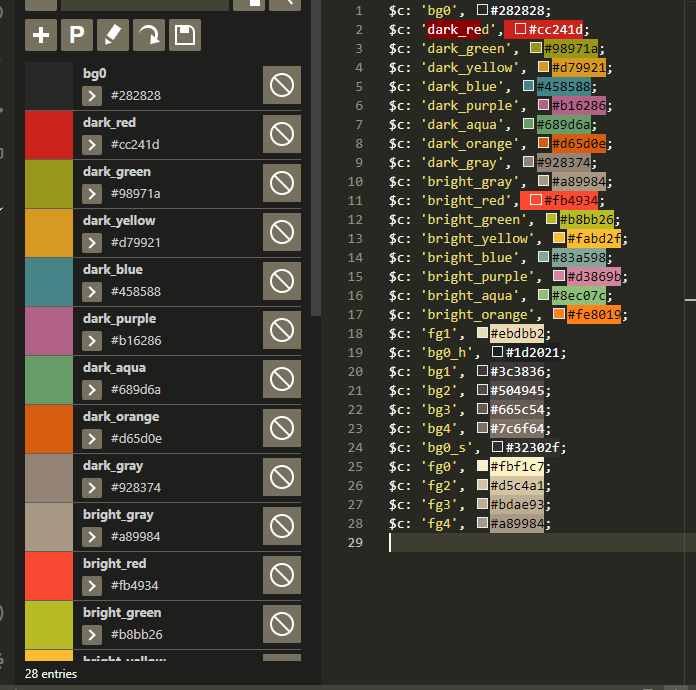 P
bg0
> #282828
dark_red
> #cc241d
dark_green
> #98971a
dark_yellow
> #d79921
dark_blue
> #458588
dark_purple
> #b16286
dark_aqua
> #689d6a
dark_orange
> #d65d0e
dark_gray
> #928374
bright_gray
> #a89984
bright_red
> #fb4934
bright_green
> #b8bb26
bright_yellow
28 entries
1 $c: 'bg0', #282828;
2 $c: 'dark_red', #cc241d;
3 $c: 'dark_green', #98971a;
4 $c: 'dark_yellow', #d79921;
5 $c: 'dark_blue', #458588;
6 $c: 'dark_purple', #b16286;
7 $c: 'dark_aqua', #689d6a;
8 $c: 'dark_orange', #d65d0e;
9 $c: 'dark_gray', #928374;
10 $c: 'bright_gray', #a89984;
11 $c: 'bright_red', #fb4934;
12 $c: 'bright_green', #b8bb26;
13 $c: 'bright_yellow', #fabd2f;
14 $c: 'bright_blue', #83a598;
15 $c: 'bright_purple', #d3869b;
16 $c: 'bright_aqua', #8ec07c;
17 $c: 'bright_orange', #fe8019;
18 $c: 'fg1', #ebdbb2;
19 $c: 'bg0_h', #1d2021;
20 $c: 'bg1', #3c3836;
21 $c: 'bg2', #504945;
22 $c: 'bg3', #665c54;
23 $c: 'bg4', #7c6f64;
24 $c: 'bg0_s', #32302f;
25 $c: 'fg0', #fbf1c7;
26 $c: 'fg2', #d5c4a1;
27 $c: 'fg3', #bdae93;
28 $c: 'fg4', #a89984;
29